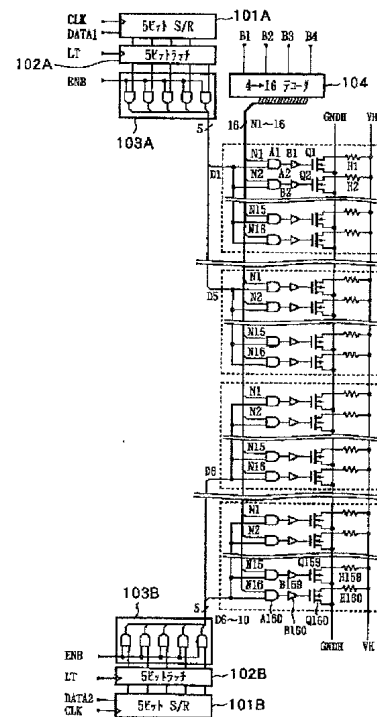 CLK
DATA1
5ビット S/R
101A
LT
102A
5ビットラッチ
ENB
103A
5
B1 B2 B3 B4
4→16 デコーダ
104
16
N1~16
GNDH
VH
D1
N1 A1 B1 Q1 H1
N2 A2 B2 Q2 H2
N15
N16
D5
N1
N2
N15
N16
N1
N2
N15
N16
D6
N1
N2
N15 B159 Q159 H159
N16 A160 B160 Q160 H160
D6~10
GNDH
VH
103B
5
ENB
LT
5ビットラッチ
102B
DATA2
CLK
5ビット S/R
101B